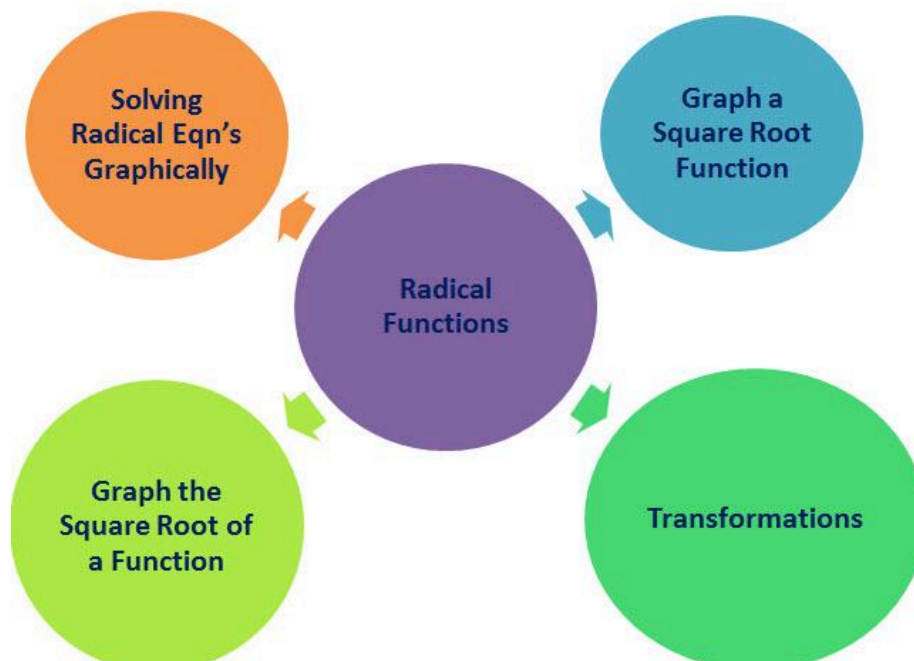 Solving
Radical Eqn's
Graphically
Graph a
Square Root
Function
Radical
Functions
Graph the
Square Root of
a Function
Transformations